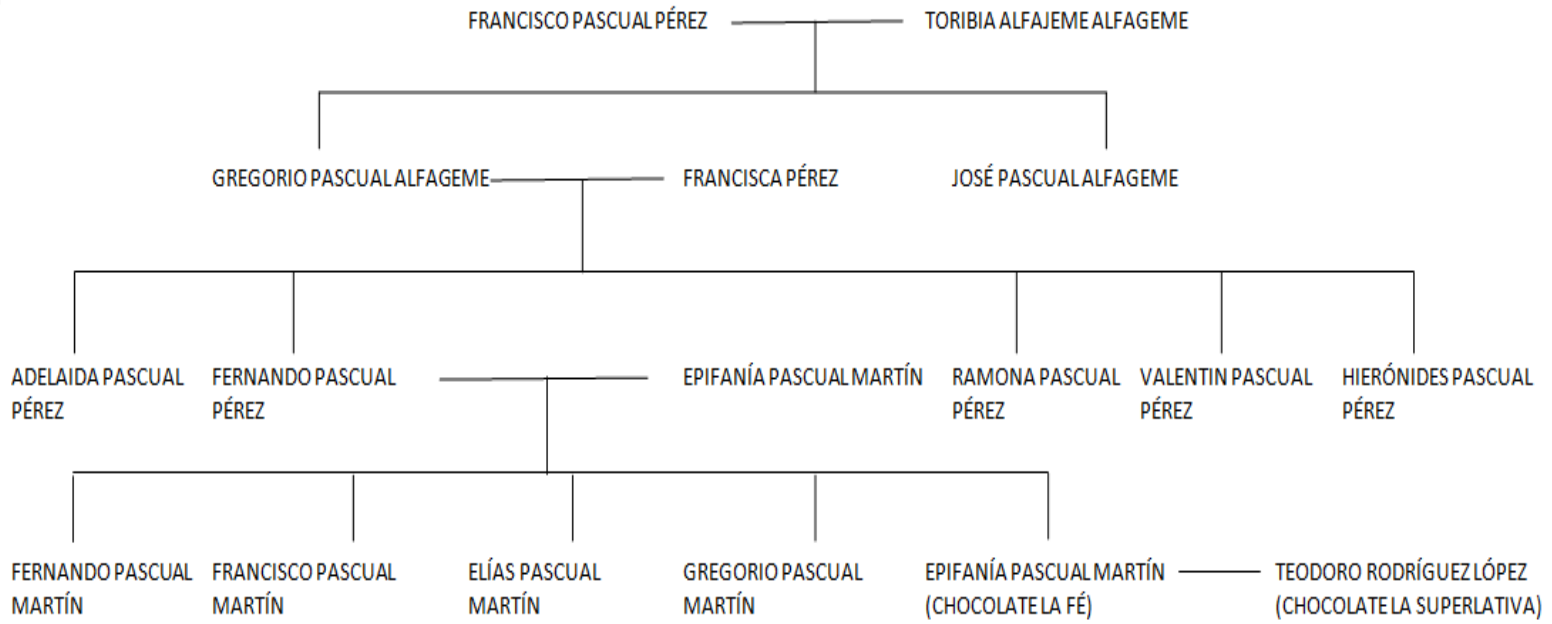 FRANCISCO PASCUAL PÉREZ
TORIBIA ALFAJEME ALFAGEME
GREGORIO PASCUAL ALFAGEME
FRANCISCA PÉREZ
JOSÉ PASCUAL ALFAGEME
ADELAIDA PASCUAL
PÉREZ
FERNANDO PASCUAL
PÉREZ
EPIFANÍA PASCUAL MARTÍN
RAMONA PASCUAL
PÉREZ
VALENTIN PASCUAL
PÉREZ
HIERÓNIDES PASCUAL
PÉREZ
FERNANDO PASCUAL
MARTÍN
FRANCISCO PASCUAL
MARTÍN
ELÍAS PASCUAL
MARTÍN
GREGORIO PASCUAL
MARTÍN
EPIFANÍA PASCUAL MARTÍN
(CHOCOLATE LA FÉ)
TEODORO RODRÍGUEZ LÓPEZ
(CHOCOLATE LA SUPERLATIVA)